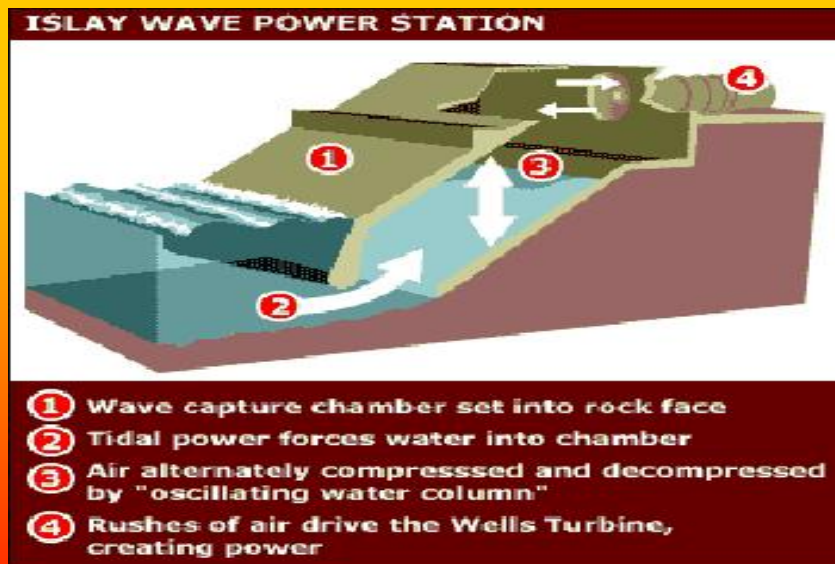 ISLAY WAVE POWER STATION
4
1
3
2
1 Wave capture chamber set into rock face
2 Tidal power forces water into chamber
3 Air alternately compresssed and decompressed
by "oscillating water column"
4 Rushes of air drive the Wells Turbine,
creating power